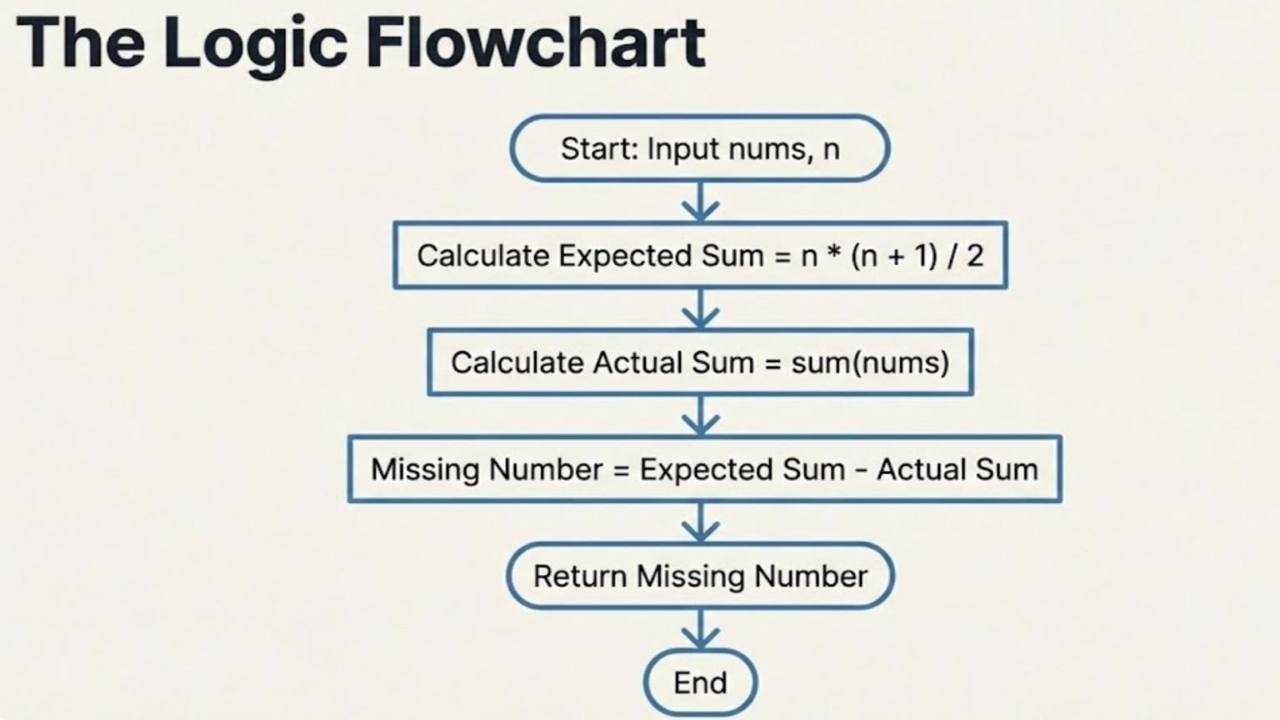 The Logic Flowchart
Start: Input nums, n
Calculate Expected Sum = n * (n + 1) / 2
Calculate Actual Sum = sum(nums)
Missing Number = Expected Sum - Actual Sum
Return Missing Number
End